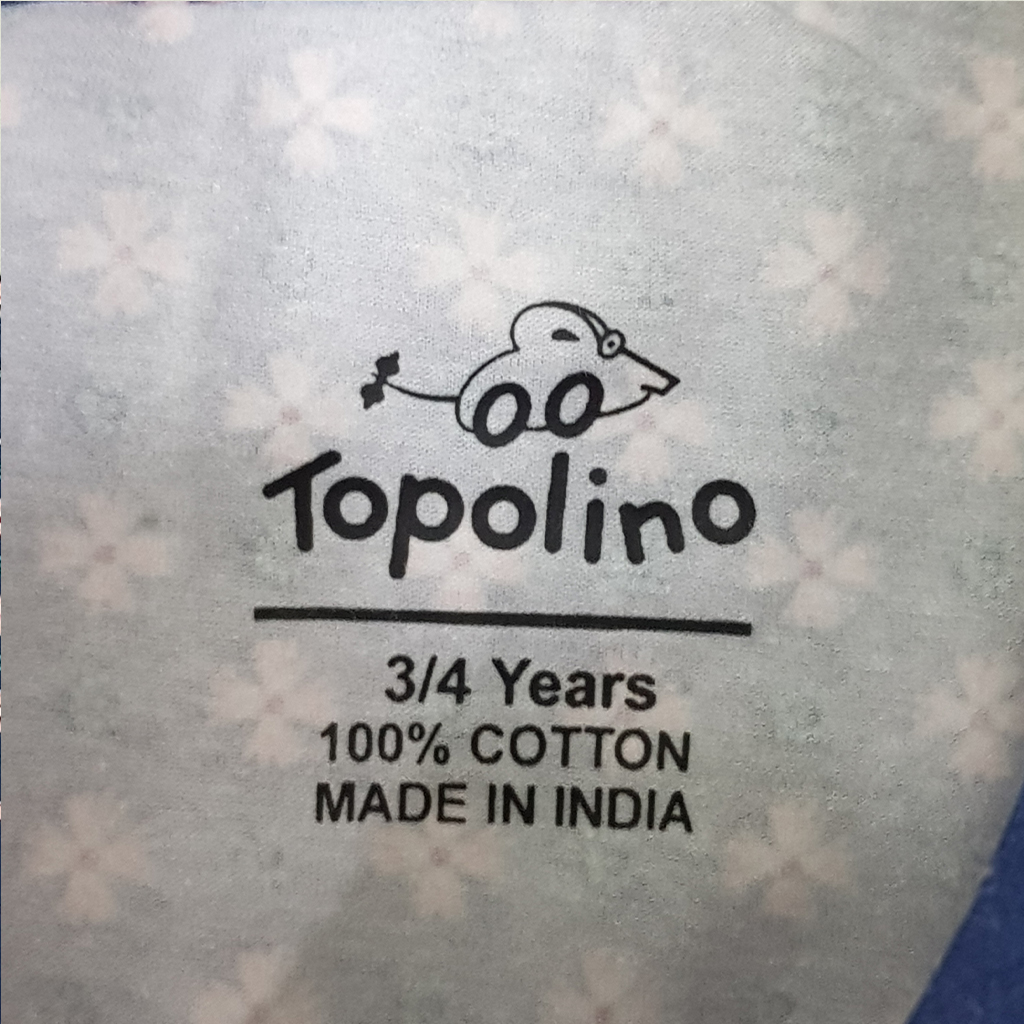 Topolino
3/4 Years
100% COTTON
MADE IN INDIA